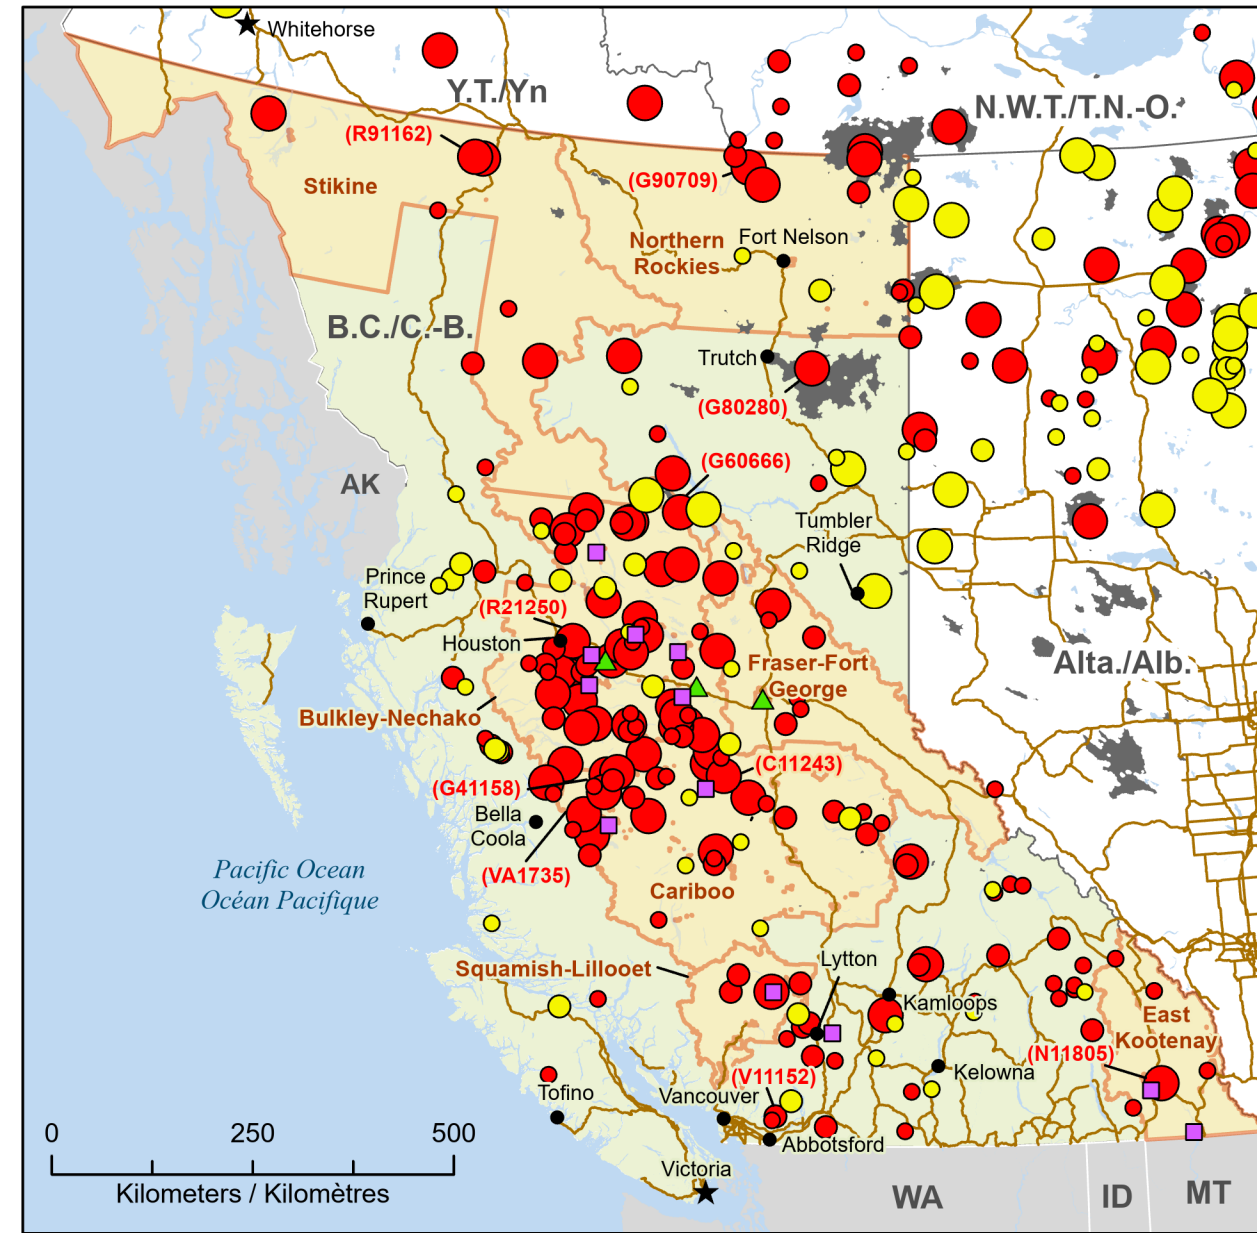 Whitehorse
Y.T./Yn
N.W.T./T.N.-O.
(R91162)
Stikine
(G90709)
Northern
Rockies
Fort Nelson
B.C./C.-B.
Trutch
(G80280)
(G60666)
AK
Tumbler
Ridge
Prince
Rupert
(R21250)
Houston
Fraser-Fort
George
Alta./Alb.
Bulkley-Nechako
(C11243)
(G41158)
Bella
Coola
(VA1735)
Pacific Ocean
Océan Pacifique
Cariboo
Squamish-Lillooet
Lytton
Kamloops
East
Kootenay
(N11805)
(V11152)
Kelowna
Tofino
Vancouver
Abbotsford
Victoria
0 250 500
Kilometers / Kilomètres
WA
ID
MT